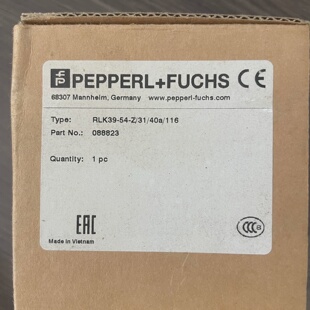 PEPPERL+FUCHS CE
68307 Mannheim, Germany www.pepperl-fuchs.com
Type: RLK39-54-Z/31/40a/116
Part No.: 088823
Quantity: 1 pc
EAC
CCC
Made in Vietnam